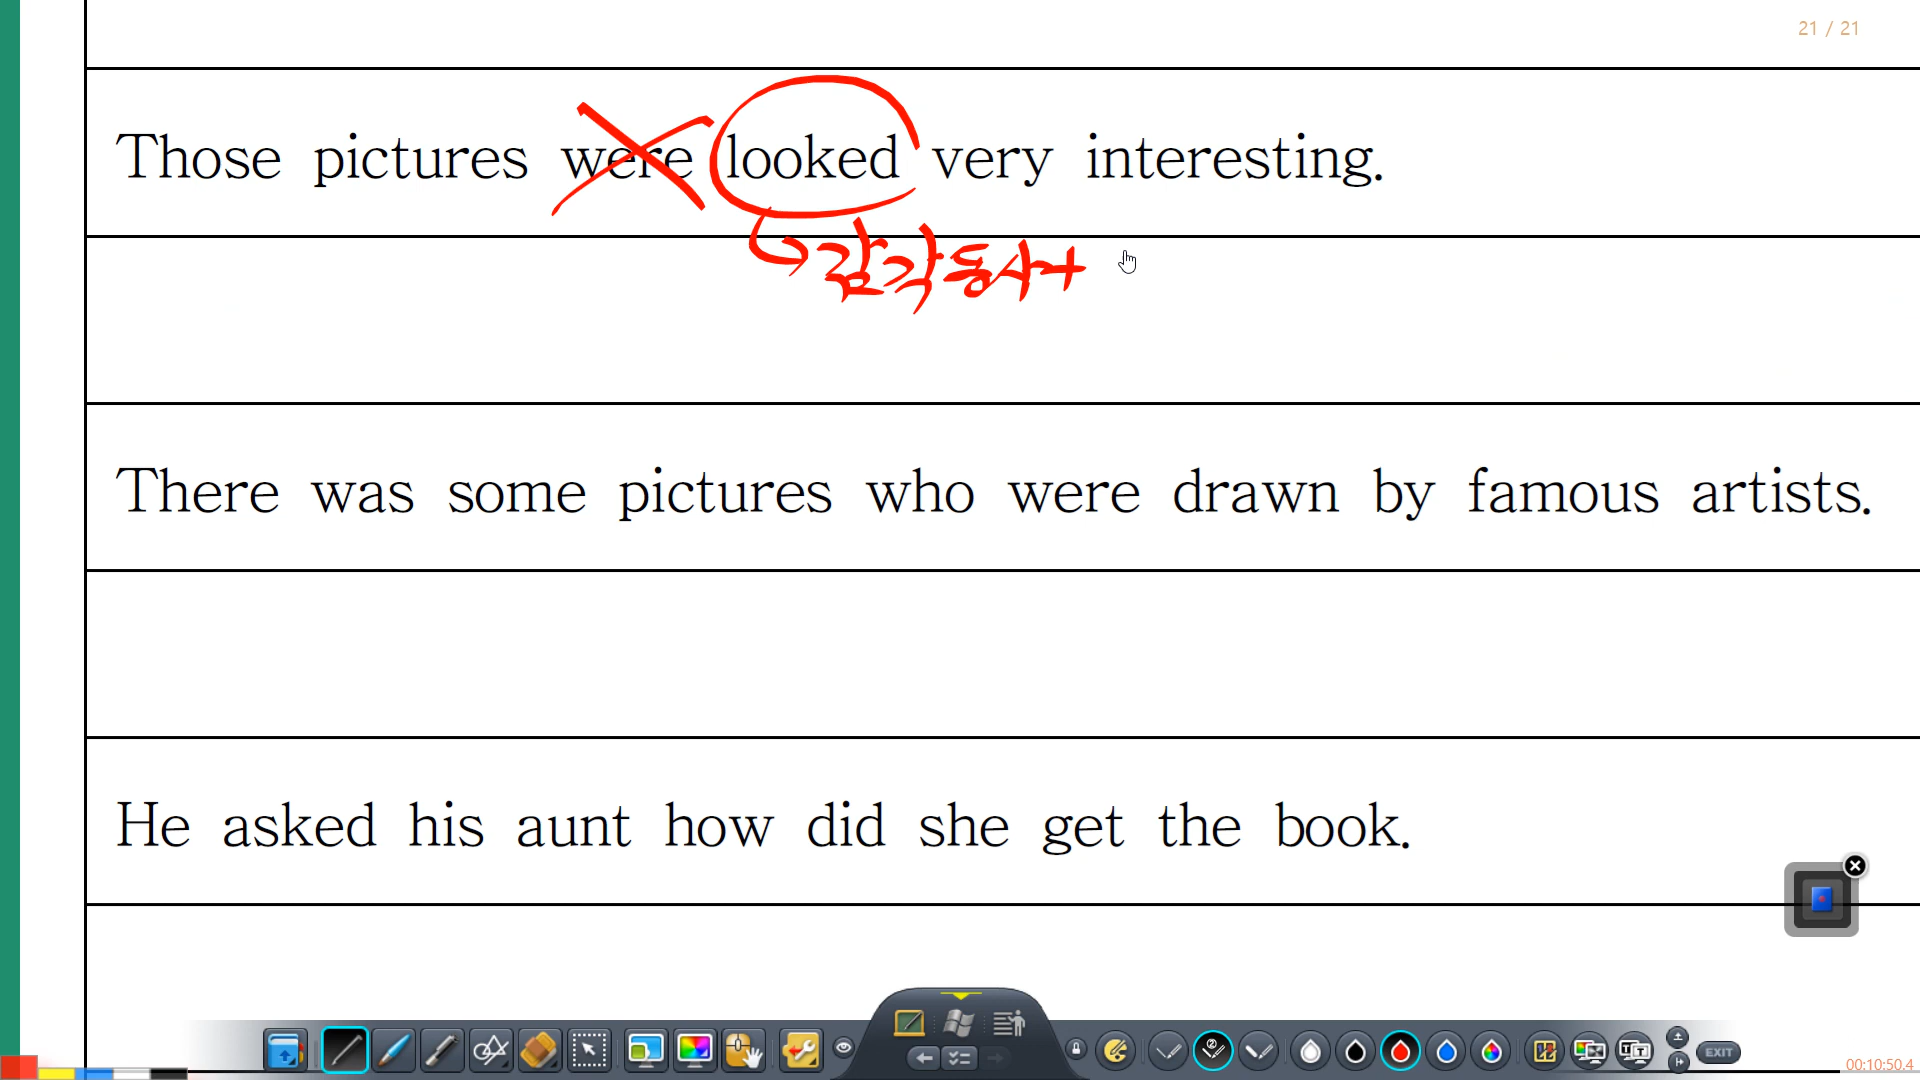 21 / 21
Those pictures were looked very interesting.
감각동사+
There was some pictures who were drawn by famous artists.
He asked his aunt how did she get the book.
EXIT
00:10:50.4